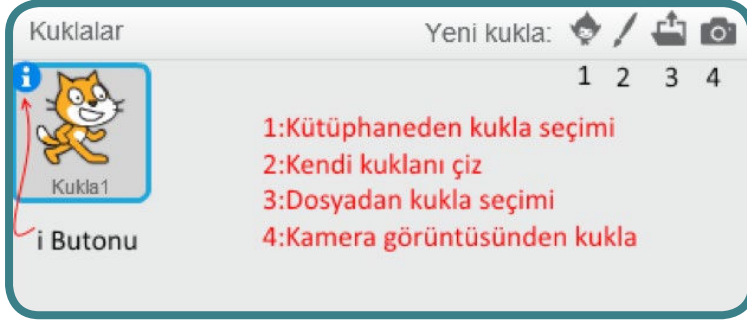 Kuklalar
Yeni kukla:
1 2 3 4
i
Kukla1
i Butonu
1:Kütüphaneden kukla seçimi
2:Kendi kuklanı çiz
3:Dosyadan kukla seçimi
4:Kamera görüntüsünden kukla